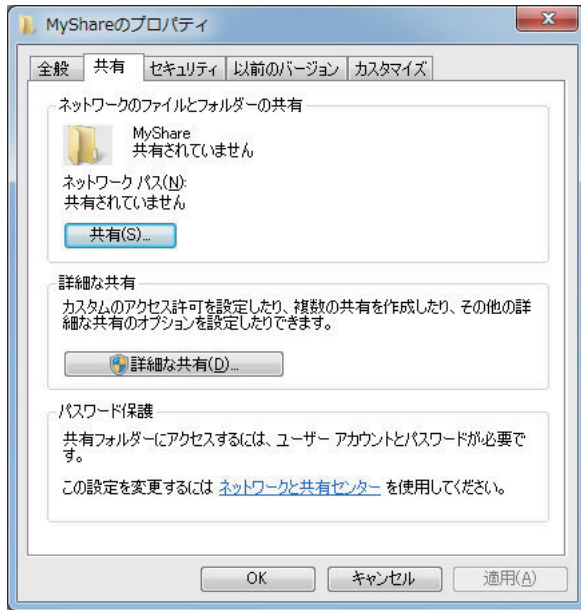 MyShareのプロパティ
全般 共有 セキュリティ 以前のバージョン カスタマイズ
ネットワークのファイルとフォルダーの共有
MyShare
共有されていません
ネットワーク パス(N):
共有されていません
共有(S)...
詳細な共有
カスタムのアクセス許可を設定したり、複数の共有を作成したり、その他の詳
細な共有のオプションを設定したりできます。
詳細な共有(D)...
パスワード保護
共有フォルダーにアクセスするには、ユーザー アカウントとパスワードが必要で
す。
この設定を変更するには ネットワークと共有センター を使用してください。
OK キャンセル 適用(A)